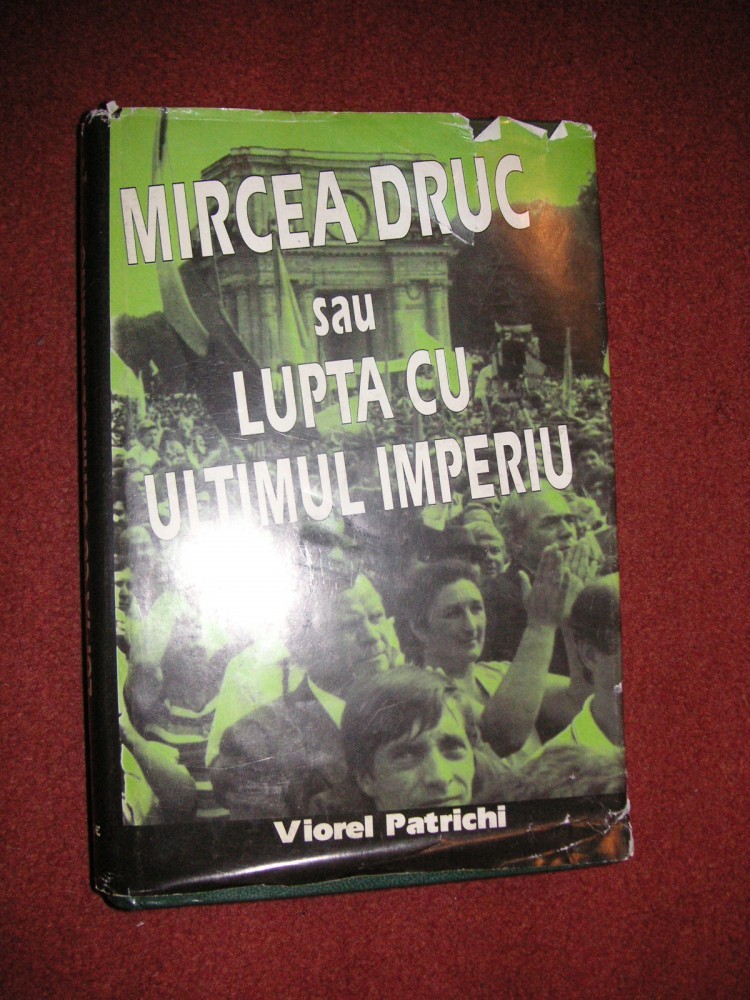 MIRCEA DRUC
sau
LUPTA CU
ULTIMUL IMPERIU
Viorel Patrichi